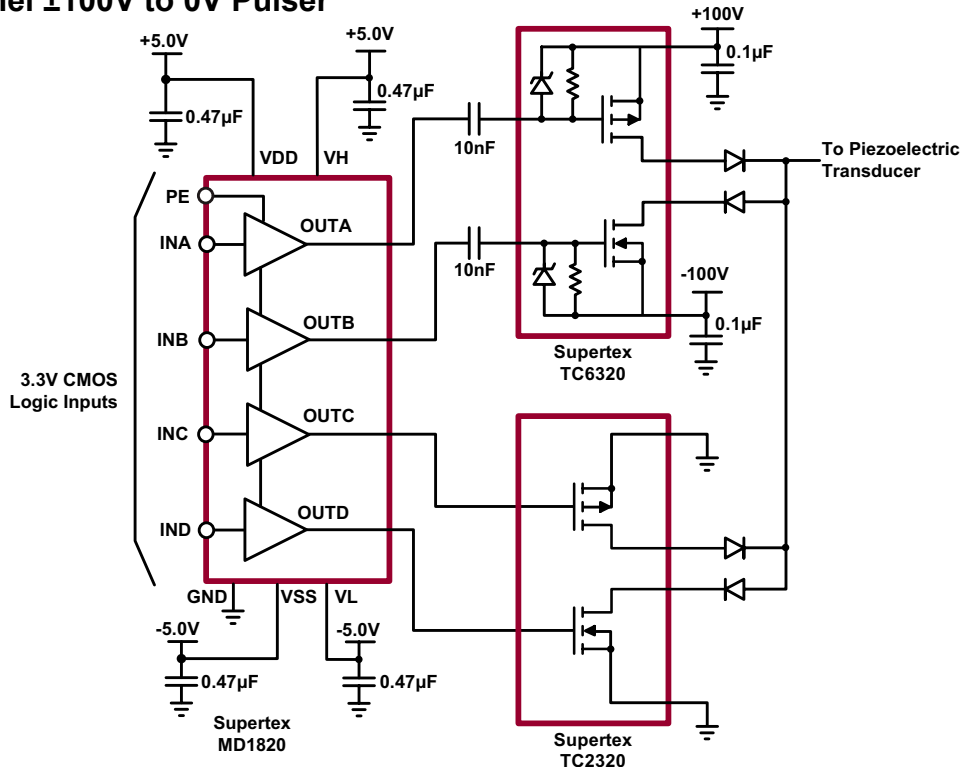 ±100V to 0V Pulser
+5.0V
+5.0V
+100V
0.47µF
0.47µF
0.1µF
10nF
VDD
VH
To Piezoelectric
Transducer
PE
OUTA
INA
10nF
-100V
OUTB
0.1µF
INB
Supertex
TC6320
3.3V CMOS
Logic Inputs
OUTC
INC
OUTD
IND
GND
VSS
VL
-5.0V
-5.0V
0.47µF
0.47µF
Supertex
MD1820
Supertex
TC2320